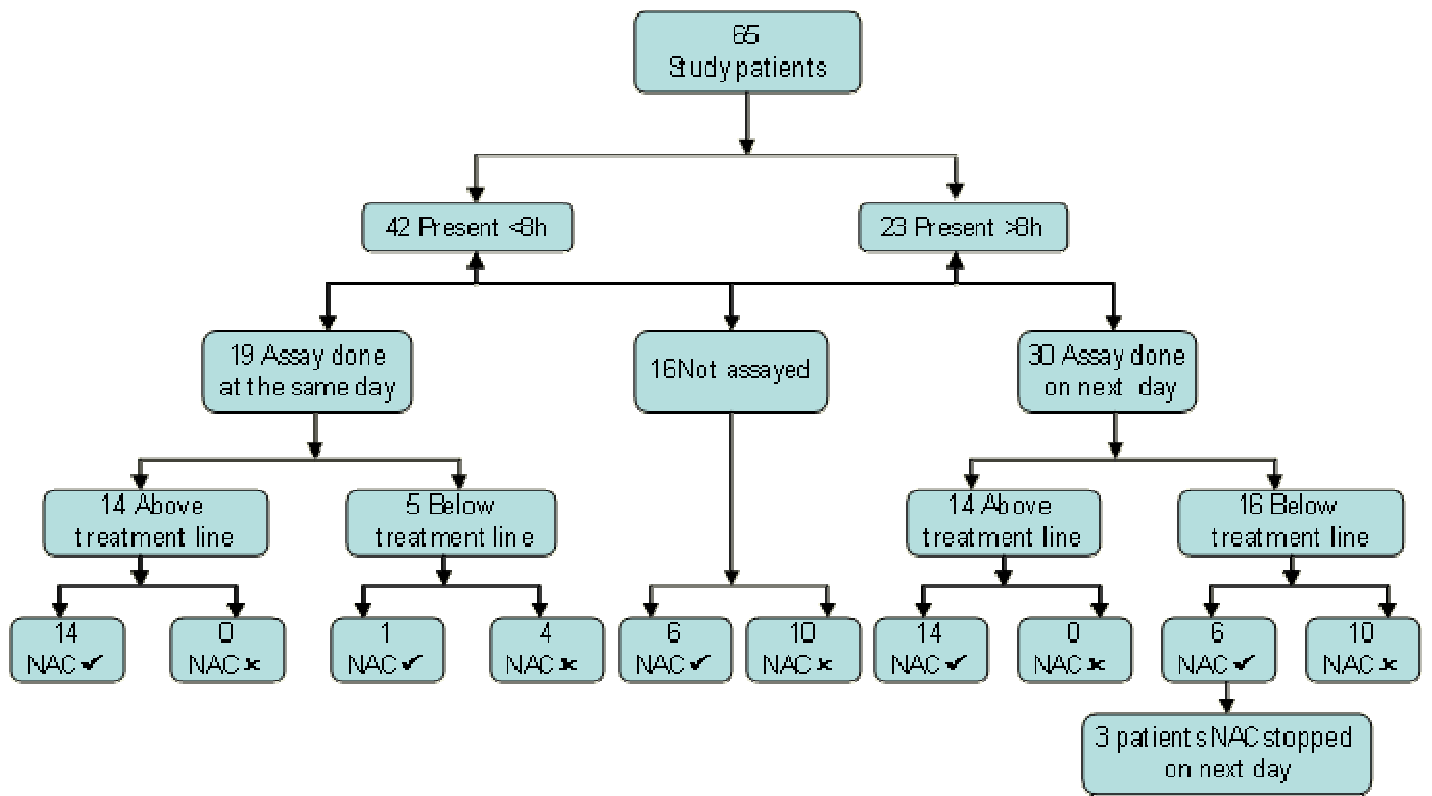 65
Study patients
42 Present <8h
23 Present >8h
19 Assay done
at the same day
16Not assayed
30 Assay done
on next day
14 Above
treatment line
5 Below
treatment line
14 Above
treatment line
16 Below
treatment line
14
NAC ✓
0
NAC ×
1
NAC ✓
4
NAC ×
6
NAC ✓
10
NAC ×
14
NAC ✓
0
NAC ×
6
NAC ✓
10
NAC ×
3 patients NAC stopped
on next day